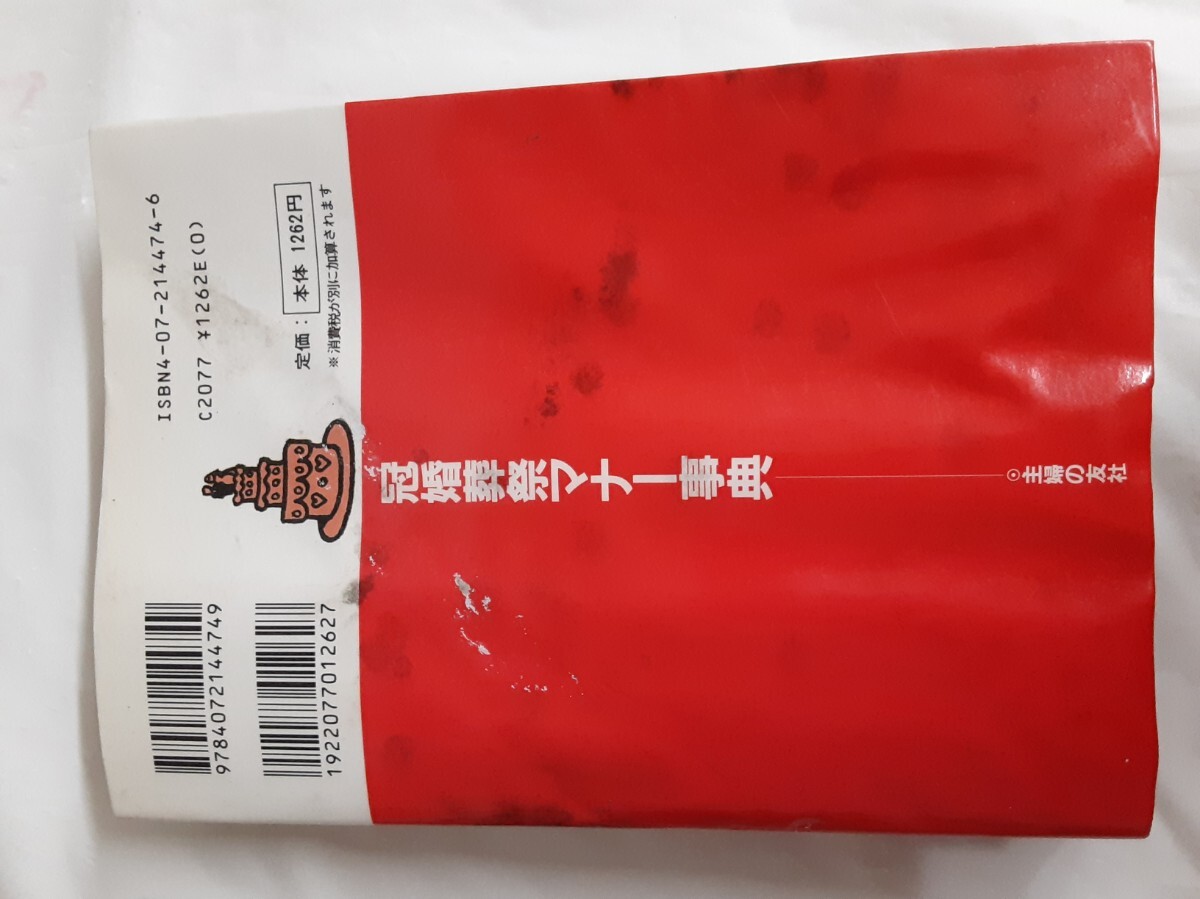 ISBN4-07-214474-6
C2077 ¥1262E(0)
定価：本体 1262円
※消費税が別に加算されます
9784072144749
1922077012627
冠婚葬祭マナー事典
⊙主婦の友社